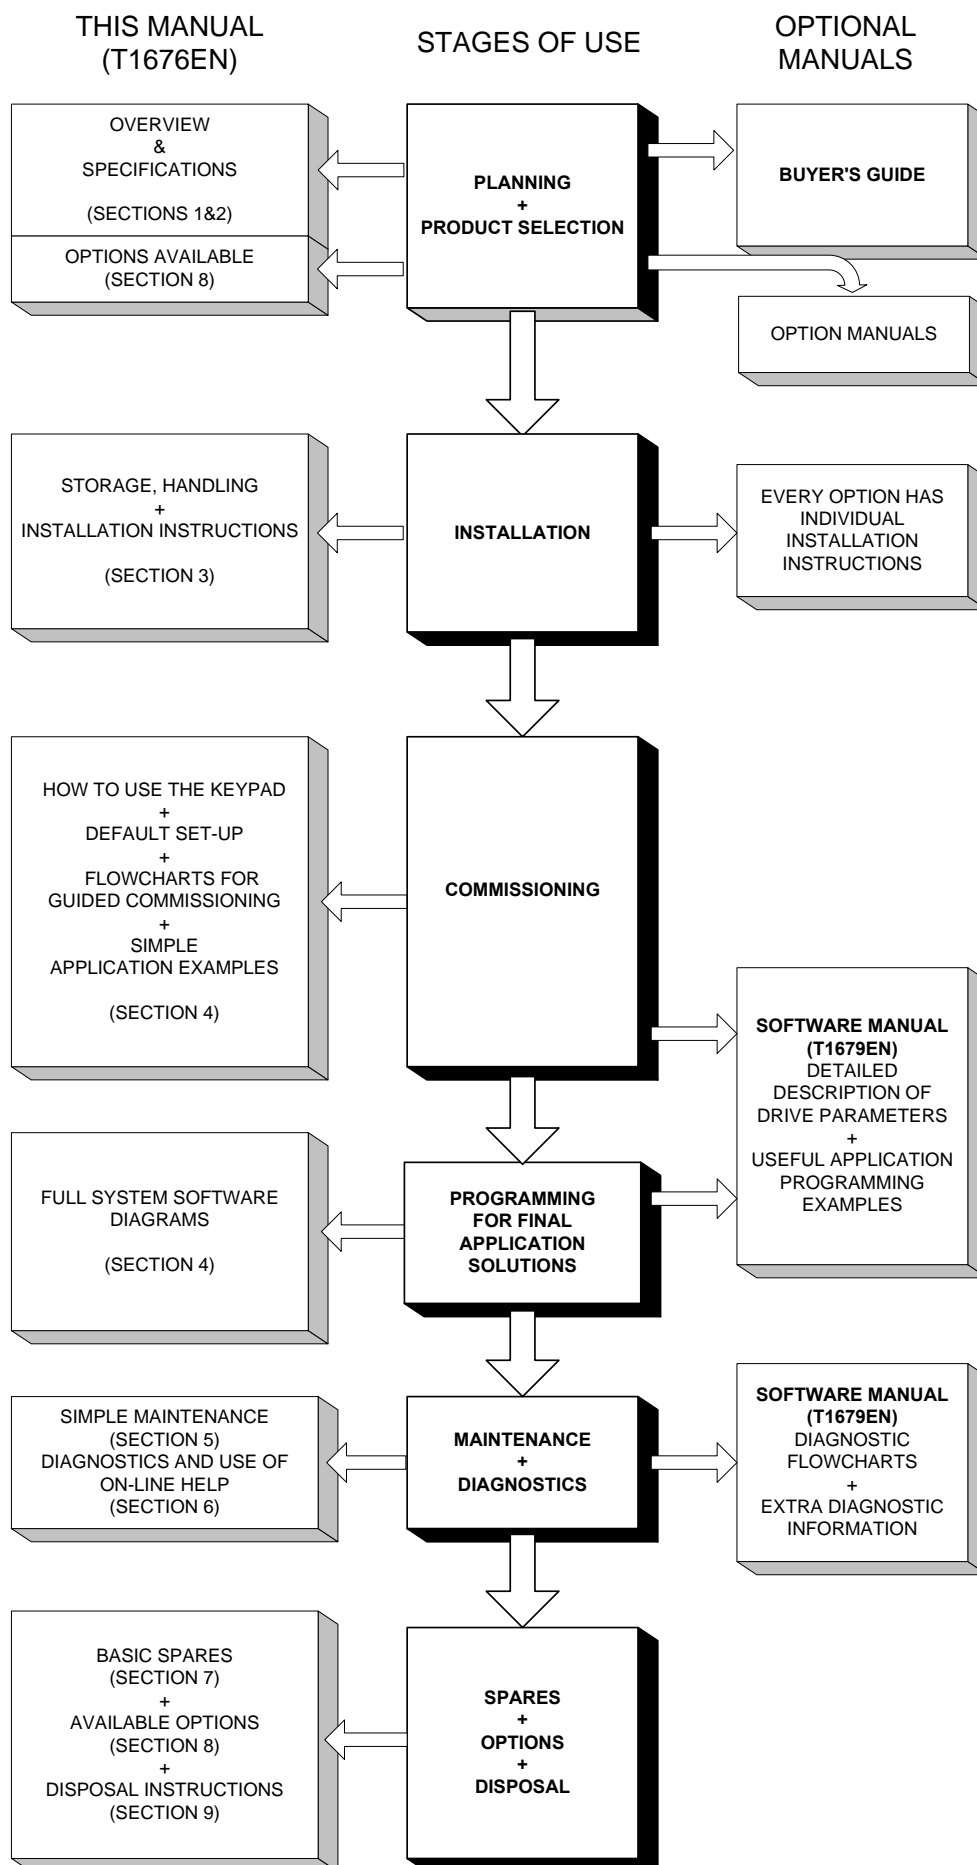 THIS MANUAL
(T1676EN)
STAGES OF USE
OPTIONAL
MANUALS
OVERVIEW
&
SPECIFICATIONS
(SECTIONS 1&2)
OPTIONS AVAILABLE
(SECTION 8)
PLANNING
+
PRODUCT SELECTION
BUYER'S GUIDE
OPTION MANUALS
STORAGE, HANDLING
+
INSTALLATION INSTRUCTIONS
(SECTION 3)
INSTALLATION
EVERY OPTION HAS
INDIVIDUAL
INSTALLATION
INSTRUCTIONS
HOW TO USE THE KEYPAD
+
DEFAULT SET-UP
+
FLOWCHARTS FOR
GUIDED COMMISSIONING
+
SIMPLE
APPLICATION EXAMPLES
(SECTION 4)
COMMISSIONING
SOFTWARE MANUAL
(T1679EN)
DETAILED
DESCRIPTION OF
DRIVE PARAMETERS
+
USEFUL APPLICATION
PROGRAMMING
EXAMPLES
FULL SYSTEM SOFTWARE
DIAGRAMS
(SECTION 4)
PROGRAMMING
FOR FINAL
APPLICATION
SOLUTIONS
SIMPLE MAINTENANCE
(SECTION 5)
DIAGNOSTICS AND USE OF
ON-LINE HELP
(SECTION 6)
MAINTENANCE
+
DIAGNOSTICS
SOFTWARE MANUAL
(T1679EN)
DIAGNOSTIC
FLOWCHARTS
+
EXTRA DIAGNOSTIC
INFORMATION
BASIC SPARES
(SECTION 7)
+
AVAILABLE OPTIONS
(SECTION 8)
+
DISPOSAL INSTRUCTIONS
(SECTION 9)
SPARES
+
OPTIONS
+
DISPOSAL